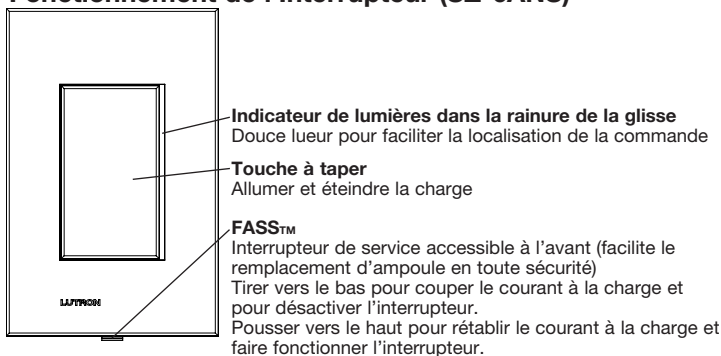 Fonctionnement de l'interrupteur (SZ-6ANS)
Indicateur de lumières dans la rainure de la glisse
Douce lueur pour faciliter la localisation de la commande
Touche à taper
Allumer et éteindre la charge
FASSTM
Interrupteur de service accessible à l’avant (facilite le
remplacement d’ampoule en toute sécurité)
Tirer vers le bas pour couper le courant à la charge et
pour désactiver l’interrupteur.
Pousser vers le haut pour rétablir le courant à la charge et
faire fonctionner l’interrupteur.
LUTRON